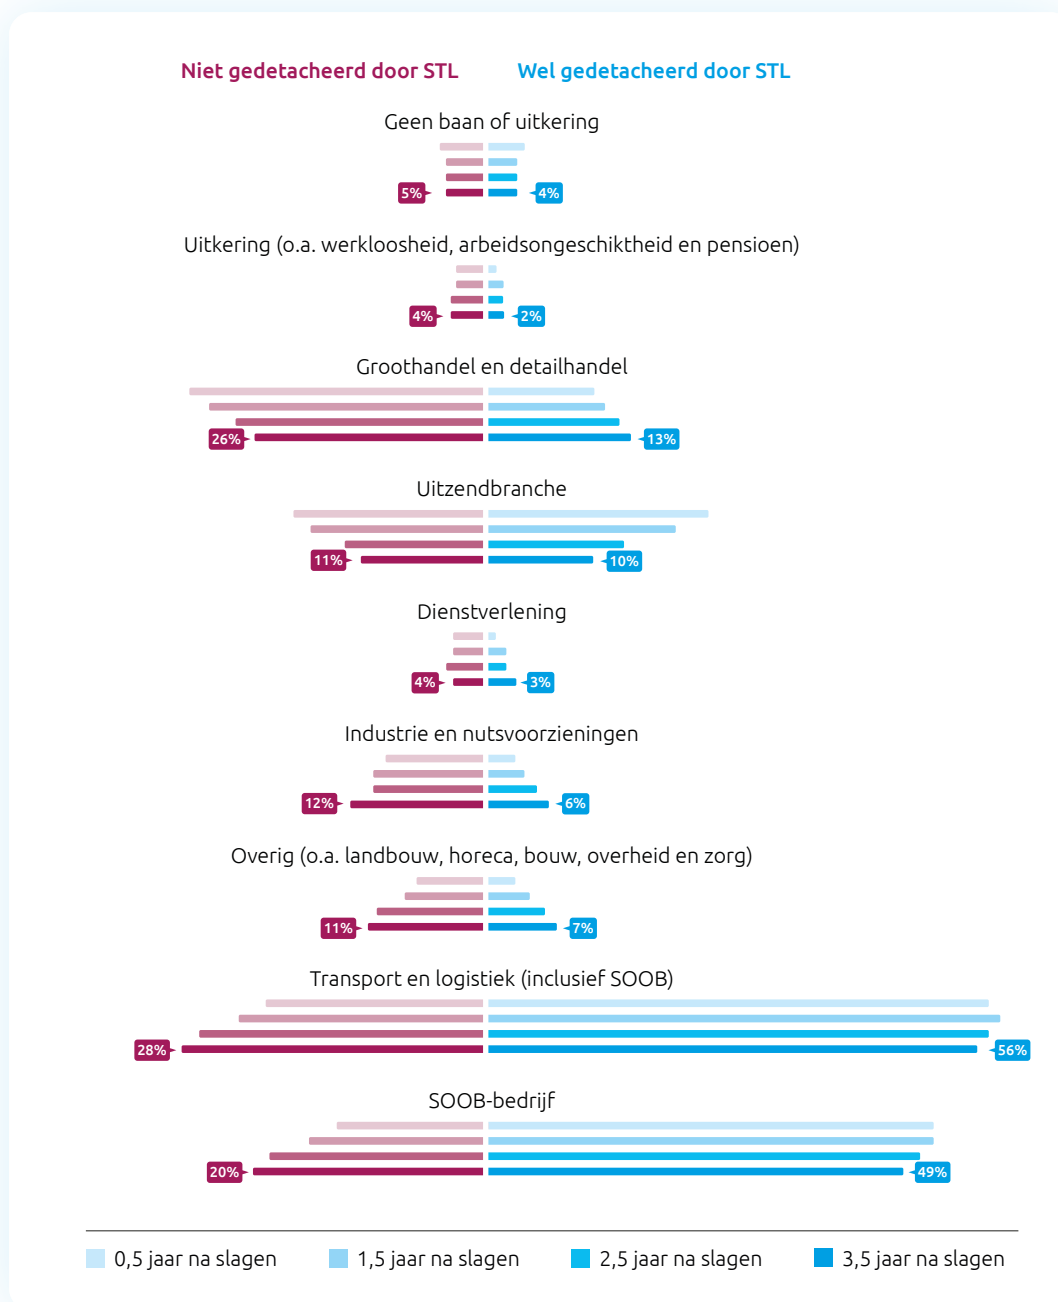 Niet gedetacheerd door STL Wel gedetacheerd door STL
Geen baan of uitkering
5% 4%
Uitkering (o.a. werkloosheid, arbeidsongeschiktheid en pensioen)
4% 2%
Groothandel en detailhandel
26% 13%
Uitzendbranche
11% 10%
Dienstverlening
4% 3%
Industrie en nutsvoorzieningen
12% 6%
Overig (o.a. landbouw, horeca, bouw, overheid en zorg)
11% 7%
Transport en logistiek (inclusief SOOB)
28% 56%
SOOB-bedrijf
20% 49%
0,5 jaar na slagen 1,5 jaar na slagen 2,5 jaar na slagen 3,5 jaar na slagen